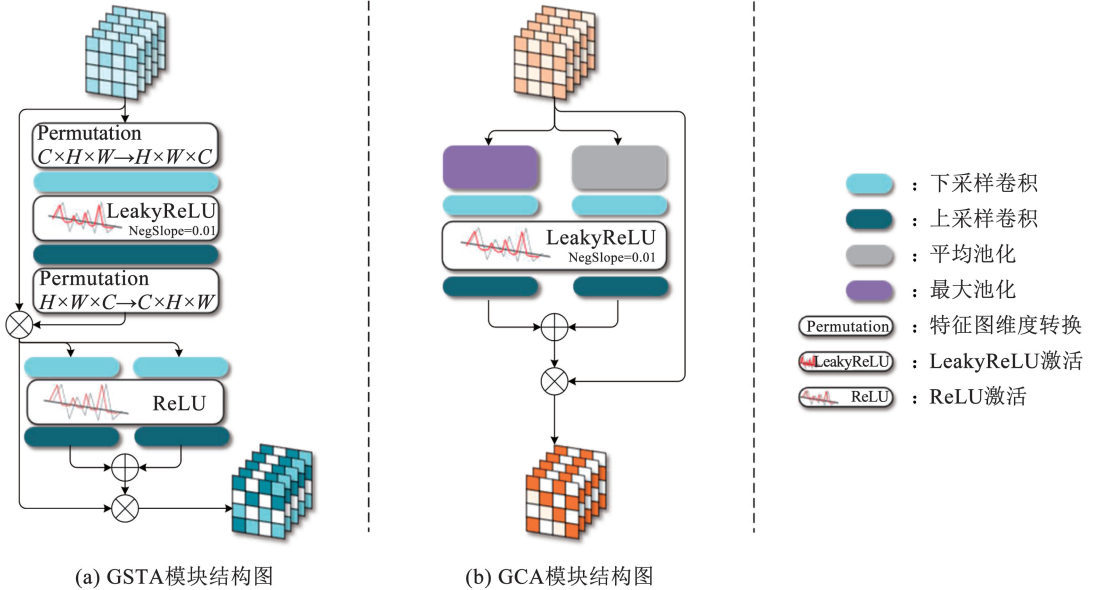 Permutation
C×H×W→H×W×C
LeakyReLU
NegSlope=0.01
Permutation
H×W×C→C×H×W
ReLU
(a) GSTA模块结构图
LeakyReLU
NegSlope=0.01
(b) GCA模块结构图
：下采样卷积
：上采样卷积
：平均池化
：最大池化
Permutation ：特征图维度转换
LeakyReLU ：LeakyReLU激活
ReLU ：ReLU激活